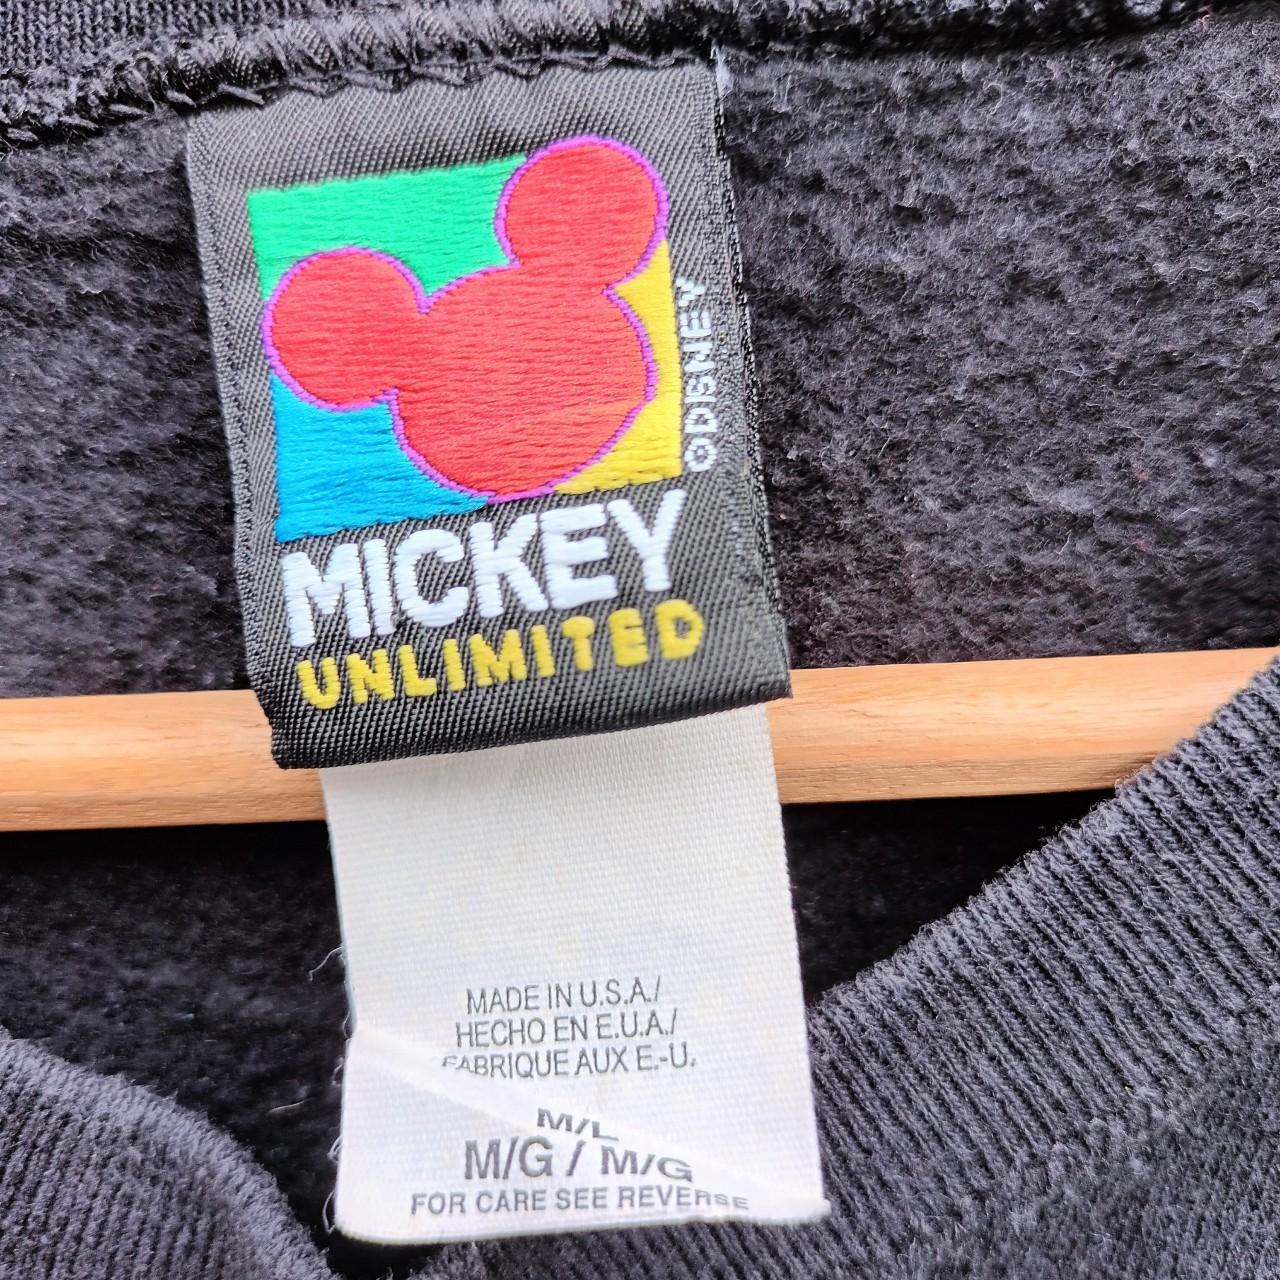 ©DISNEY
MICKEY
UNLIMITED
MADE IN U.S.A./
HECHO EN E.U.A./
FABRIQUE AUX E.-U.
M/L
M/G / M/G
FOR CARE SEE REVERSE